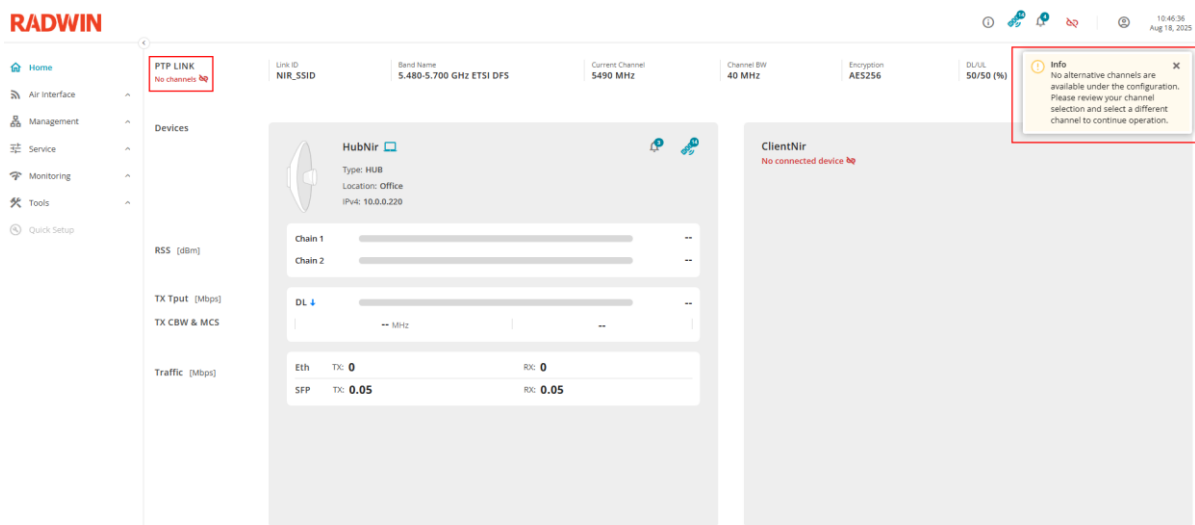 RADWIN
14
4
10:46:36
Aug 18, 2025
Home
Air Interface
Management
Service
Monitoring
Tools
Quick Setup
PTP LINK
No channels
Link ID
NIR_SSID
Band Name
5.480-5.700 GHz ETSI DFS
Current Channel
5490 MHz
Channel BW
40 MHz
Encryption
AES256
DL/UL
50/50 (%)
Info
No alternative channels are
available under the configuration.
Please review your channel
selection and select a different
channel to continue operation.
Devices
HubNir
14
Type: HUB
Location: Office
IPv4: 10.0.0.220
ClientNir
No connected device
RSS [dBm]
Chain 1 --
Chain 2 --
TX Tput [Mbps]
DL --
TX CBW & MCS
-- MHz --
Traffic [Mbps]
Eth TX: 0 RX: 0
SFP TX: 0.05 RX: 0.05